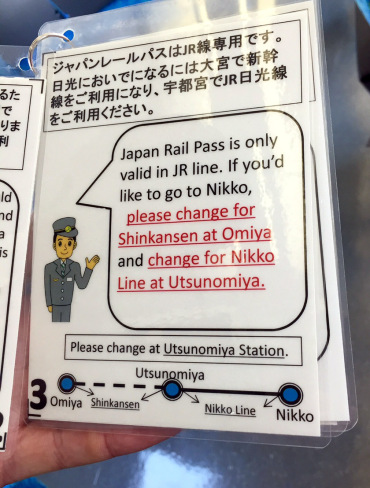 ジャパンレールパスはJR線専用です。
日光においでになるには大宮で新幹
線をご利用になり、宇都宮でJR日光線
をご利用ください。
Japan Rail Pass is only
valid in JR line. If you'd
like to go to Nikko,
please change for
Shinkansen at Omiya
and change for Nikko
Line at Utsunomiya.
Please change at Utsunomiya Station.
3
Utsunomiya
Omiya
Shinkansen
Nikko Line
Nikko